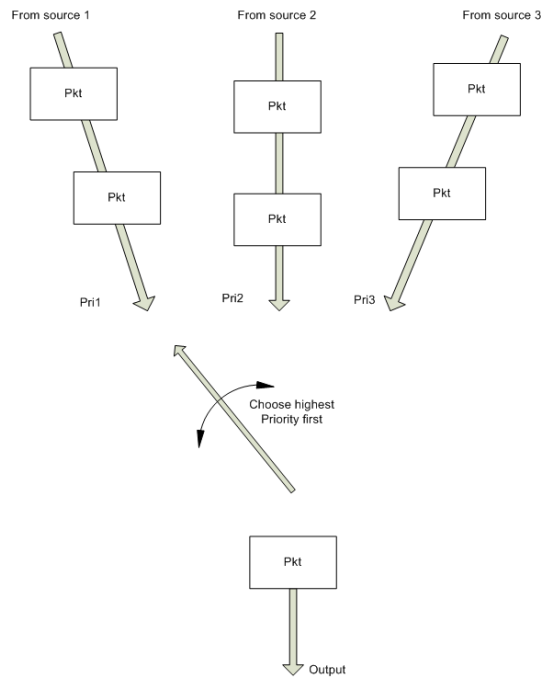 From source 1
From source 2
From source 3
Pkt
Pkt
Pkt
Pkt
Pkt
Pkt
Pri1
Pri2
Pri3
Choose highest
Priority first
Pkt
Output